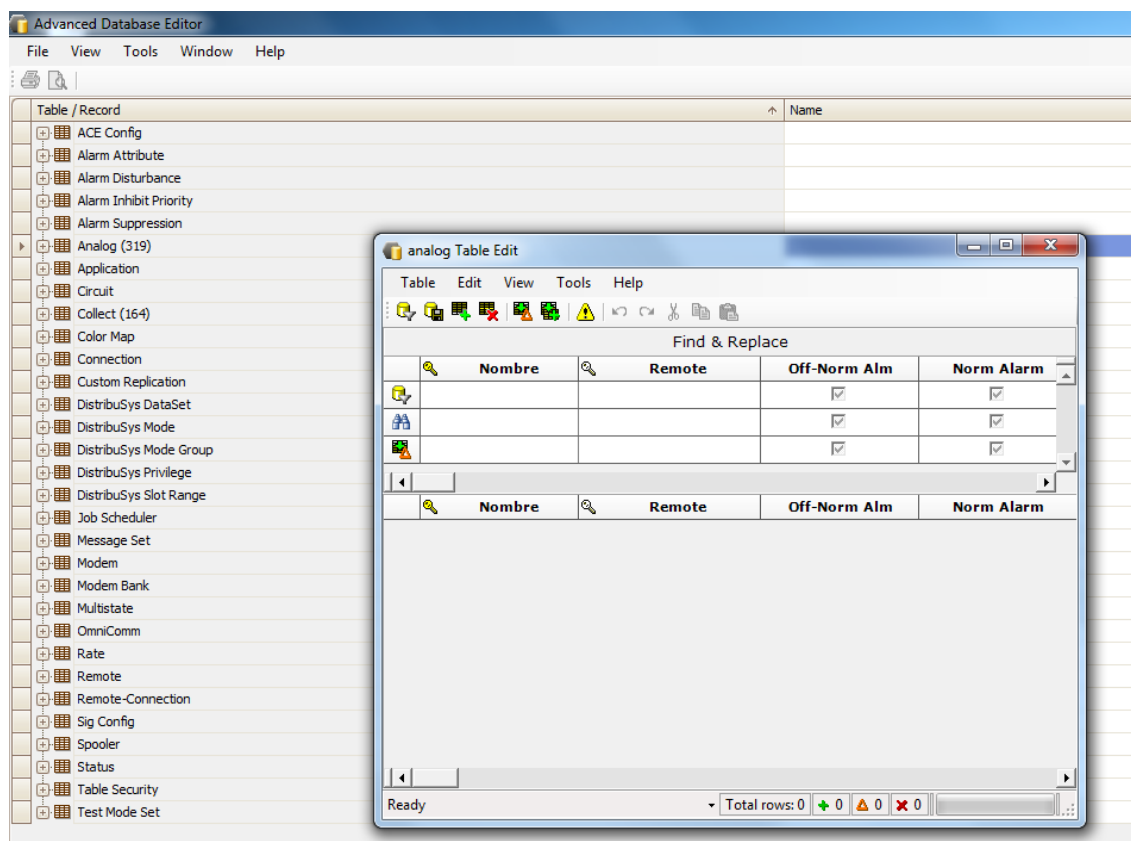 Advanced Database Editor
File View Tools Window Help
Table / Record Name
ACE Config
Alarm Attribute
Alarm Disturbance
Alarm Inhibit Priority
Alarm Suppression
Analog (319)
Application
Circuit
Collect (164)
Color Map
Connection
Custom Replication
DistribuSys DataSet
DistribuSys Mode
DistribuSys Mode Group
DistribuSys Privilege
DistribuSys Slot Range
Job Scheduler
Message Set
Modem
Modem Bank
Multistate
OmniComm
Rate
Remote
Remote-Connection
Sig Config
Spooler
Status
Table Security
Test Mode Set
analog Table Edit
Table Edit View Tools Help
Find & Replace
Nombre Remote Off-Norm Alm Norm Alarm
Nombre Remote Off-Norm Alm Norm Alarm
Ready Total rows: 0 0 0 0